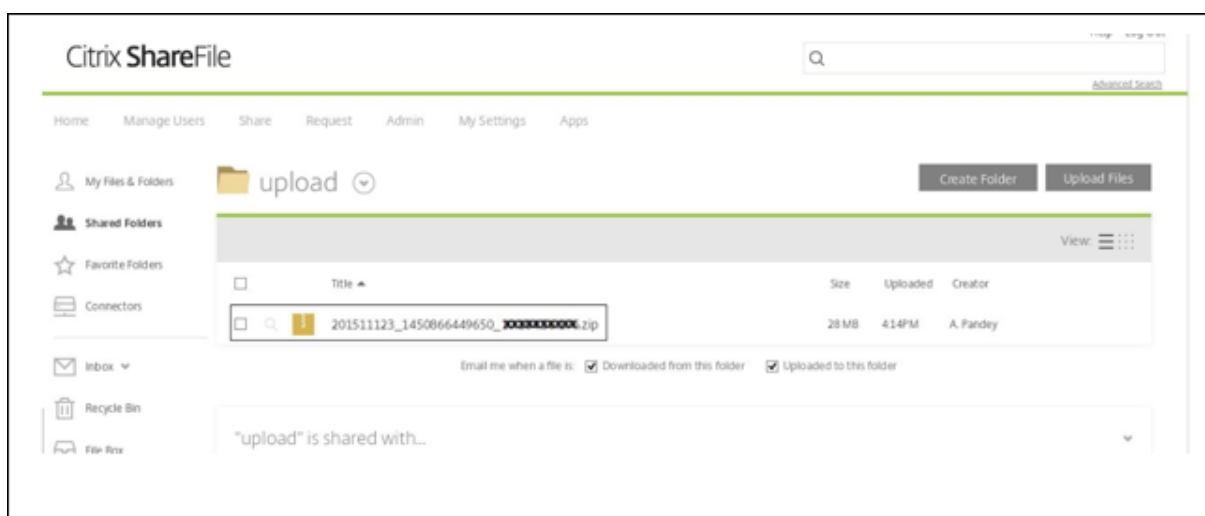 Help Log Out
Citrix ShareFile
Advanced Search
Home Manage Users Share Request Admin My Settings Apps
My Files & Folders
upload
Create Folder Upload Files
Shared Folders
View:
Favorite Folders
Title Size Uploaded Creator
Connectors
201511123_1450866449650_ .zip 28 MB 4:14PM A. Pandey
Inbox
Email me when a file is: Downloaded from this folder Uploaded to this folder
Recycle Bin
"upload" is shared with...
File Box